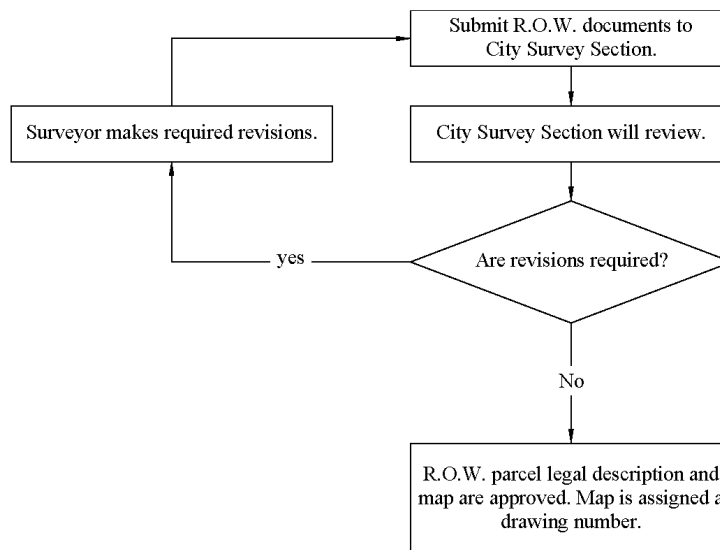 Submit R.O.W. documents to
City Survey Section.
Surveyor makes required revisions.
City Survey Section will review.
Are revisions required?
yes
No
R.O.W. parcel legal description and
map are approved. Map is assigned a
drawing number.